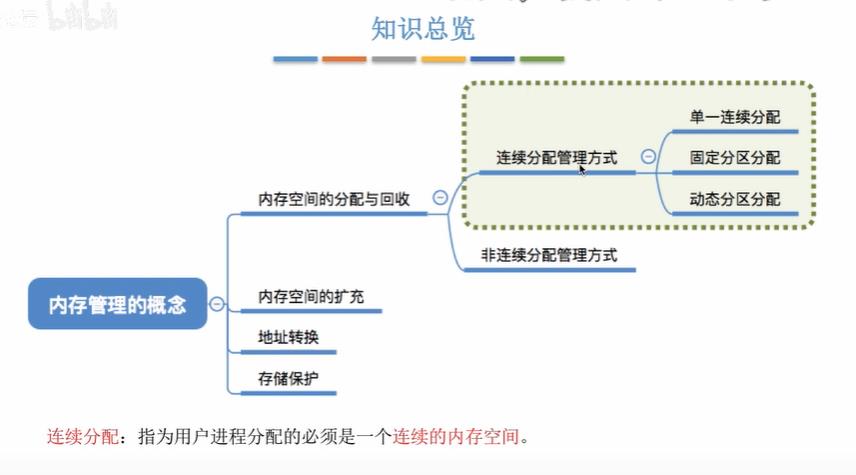 知识总览
单一连续分配
连续分配管理方式
固定分区分配
内存空间的分配与回收
动态分区分配
非连续分配管理方式
内存管理的概念
内存空间的扩充
地址转换
存储保护
连续分配：指为用户进程分配的必须是一个连续的内存空间。